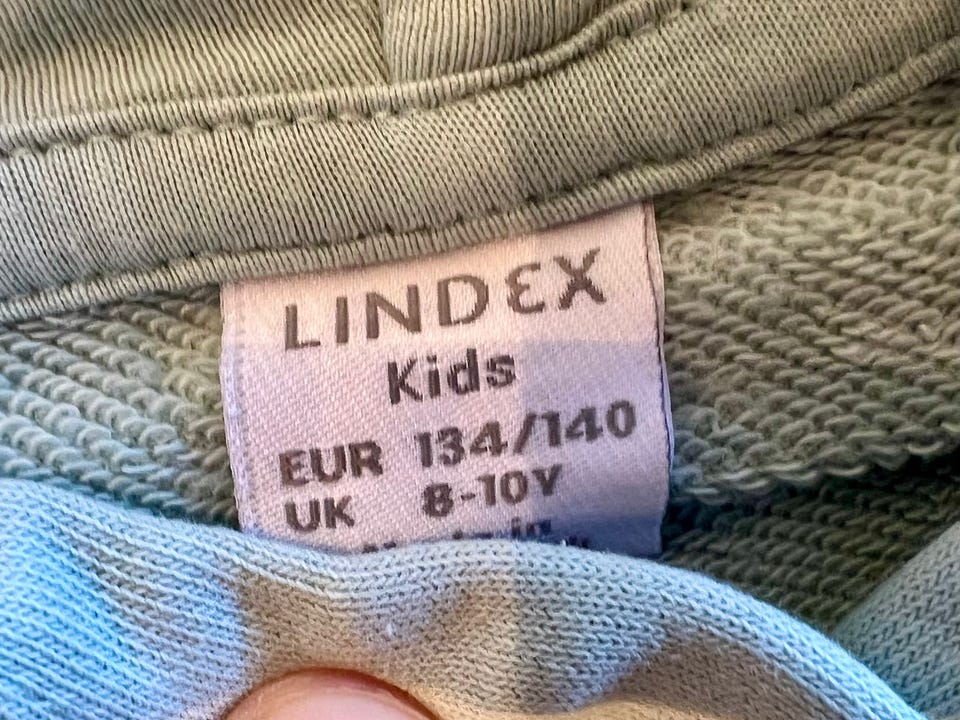 LINDEX
Kids
EUR 134/140
UK 8-10Y